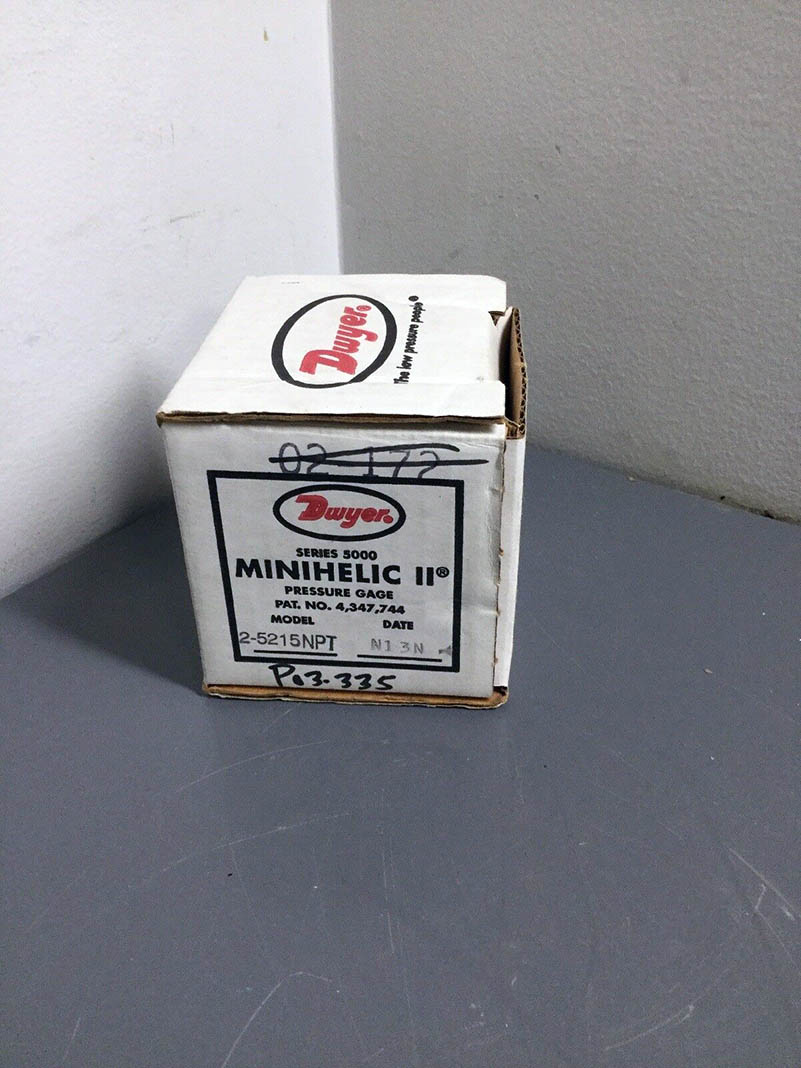 Dwyer®
The low pressure people®
02-172
Dwyer®
SERIES 5000
MINIHELIC II®
PRESSURE GAGE
PAT. NO. 4,347,744
MODEL DATE
2-5215NPT N13N
P03-335